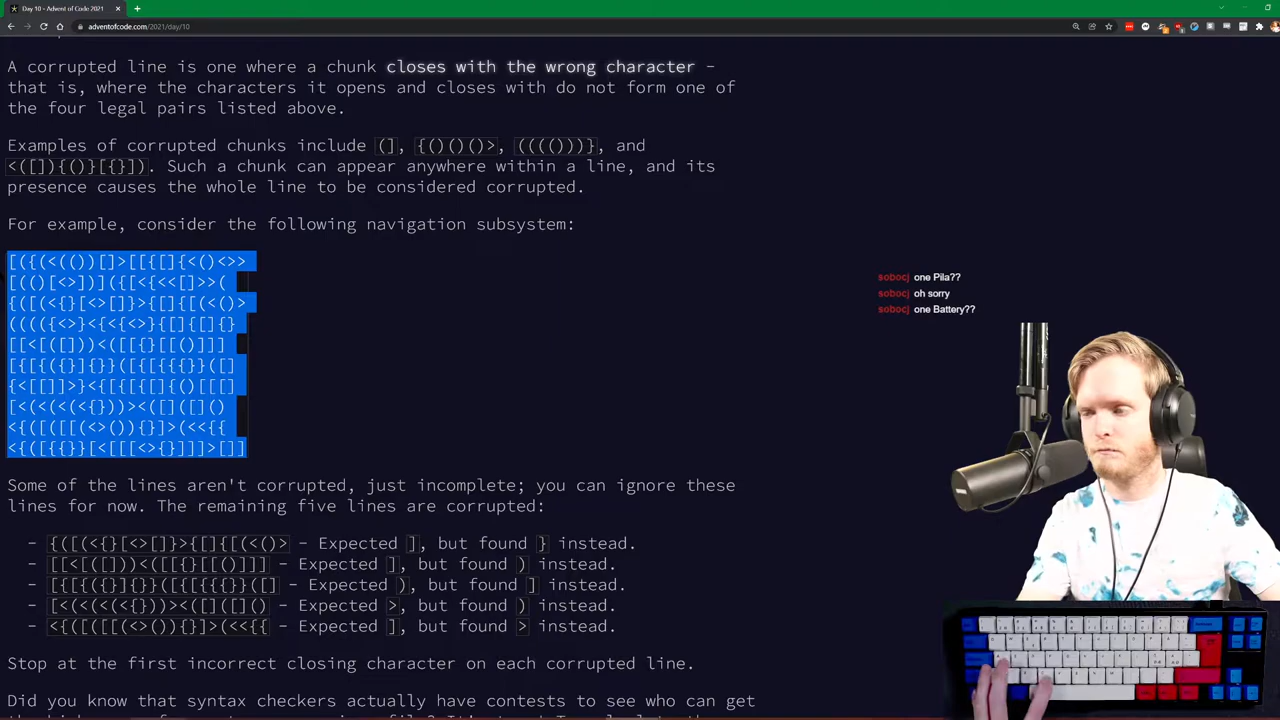 Day 10 - Advent of Code 2021
adventofcode.com/2021/day/10
A corrupted line is one where a chunk closes with the wrong character -
that is, where the characters it opens and closes with do not form one of
the four legal pairs listed above.
Examples of corrupted chunks include (], {()()()>, (((()))}, and
<([]){()}[{}]). Such a chunk can appear anywhere within a line, and its
presence causes the whole line to be considered corrupted.
For example, consider the following navigation subsystem:
[({(<(())[]>[[{[]{<()<>>
[(()[<>])]({[<{<<[]>>(
{([(<{}[<>[]}>{[]{[(<()>
(((({<>}<{<{<>}{[]{[]{}
[[<[([]))<([[{}[[()]]]
[{[{({}]{}}([{[{{{}}([]
{<[[]]>}<{[{[{[]{()[[[]
[<(<(<(<{}))><([]([]()
<{([([[(<>()){}]>(<<{{
<{([{{}}[<[[[<>{}]]]>[]]
Some of the lines aren't corrupted, just incomplete; you can ignore these
lines for now. The remaining five lines are corrupted:
- {([(<{}[<>[]}>{[]{[(<()> - Expected ], but found } instead.
- [[<[([]))<([[{}[[()]]] - Expected ], but found ) instead.
- [{[{({}]{}}([{[{{{}}([] - Expected ), but found ] instead.
- [<(<(<(<{}))><([]([]() - Expected >, but found ) instead.
- <{([([[(<>()){}]>(<<{{ - Expected ], but found > instead.
Stop at the first incorrect closing character on each corrupted line.
Did you know that syntax checkers actually have contests to see who can get
sobocj one Pila??
sobocj oh sorry
sobocj one Battery??